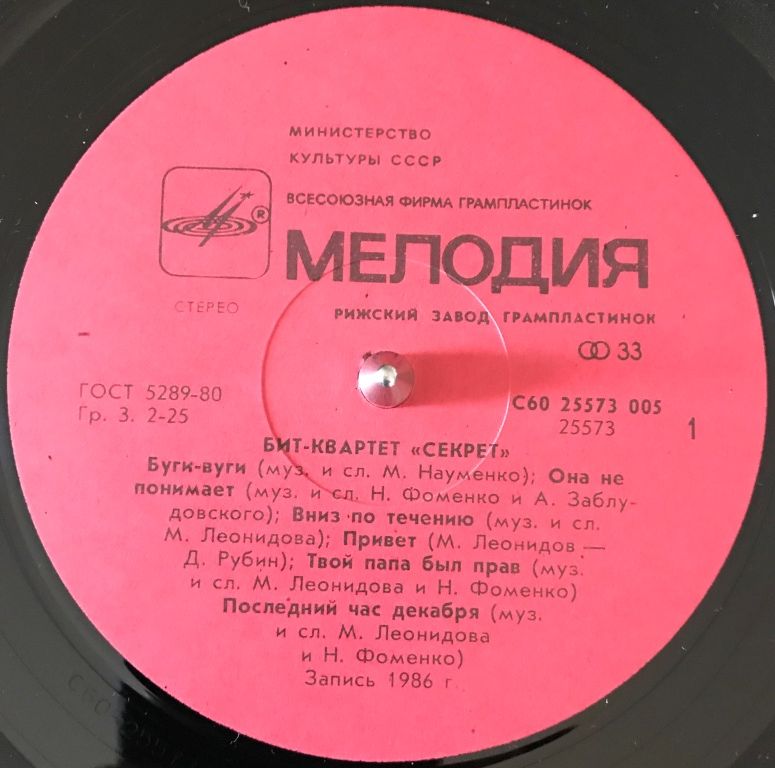 МИНИСТЕРСТВО
КУЛЬТУРЫ СССР
ВСЕСОЮЗНАЯ ФИРМА ГРАМПЛАСТИНОК
®
МЕЛОДИЯ
СТЕРЕО
РИЖСКИЙ ЗАВОД ГРАМПЛАСТИНОК
33
ГОСТ 5289-80
Гр. 3. 2-25
С60 25573 005
25573
1
БИТ-КВАРТЕТ «СЕКРЕТ»
Буги-вуги (муз. и сл. М. Науменко); Она не
понимает (муз. и сл. Н. Фоменко и А. Заблу-
довского); Вниз по течению (муз. и сл.
М. Леонидова); Привет (М. Леонидов —
Д. Рубин); Твой папа был прав (муз.
и сл. М. Леонидова и Н. Фоменко)
Последний час декабря (муз.
и сл. М. Леонидова
и Н. Фоменко)
Запись 1986 г